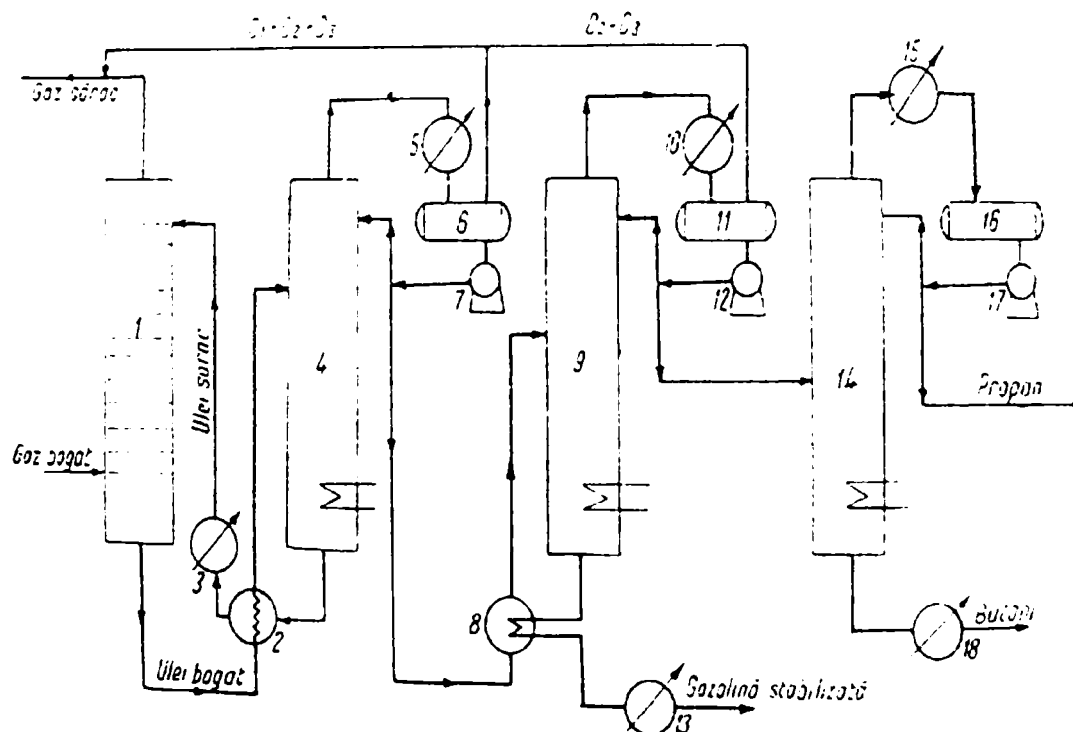 C1+C2+C3
C2+C3
Gaz sărac
15
5
10
6
11
16
7
12
17
1
Ulei sărac
4
9
14
Propan
Gaz bogat
3
2
8
Butani
18
Ulei bogat
Gazolină stabilizată
13